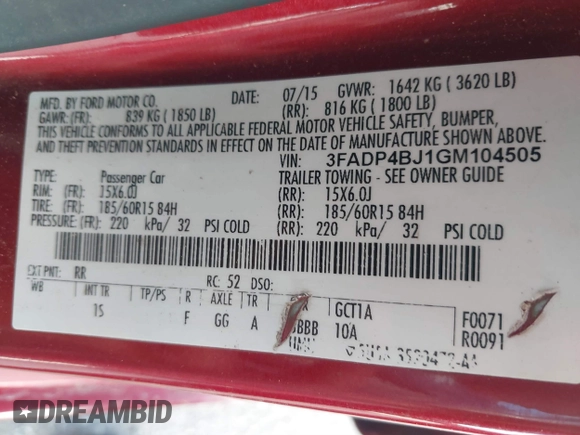 MFD. BY FORD MOTOR CO. DATE: 07/15 GVWR: 1642 KG ( 3620 LB)
GAWR: (FR): 839 KG ( 1850 LB) (RR): 816 KG ( 1800 LB)
THIS VEHICLE CONFORMS TO ALL APPLICABLE FEDERAL MOTOR VEHICLE SAFETY, BUMPER,
AND THEFT PREVENTION STANDARDS IN EFFECT ON THE DATE OF MANUFACTURE SHOWN ABOVE.
VIN: 3FADP4BJ1GM104505
TYPE: Passenger Car TRAILER TOWING - SEE OWNER GUIDE
RIM: (FR): 15X6.0J (RR): 15X6.0J
TIRE: (FR): 185/60R15 84H (RR): 185/60R15 84H
PRESSURE: (FR): 220 kPa/ 32 PSI COLD (RR): 220 kPa/ 32 PSI COLD
EXT PNT: RR RC: 52 DSO:
WB INT TR TP/PS R AXLE TR GCT1A F0071
15 F GG A 10A R0091
DREAMBID